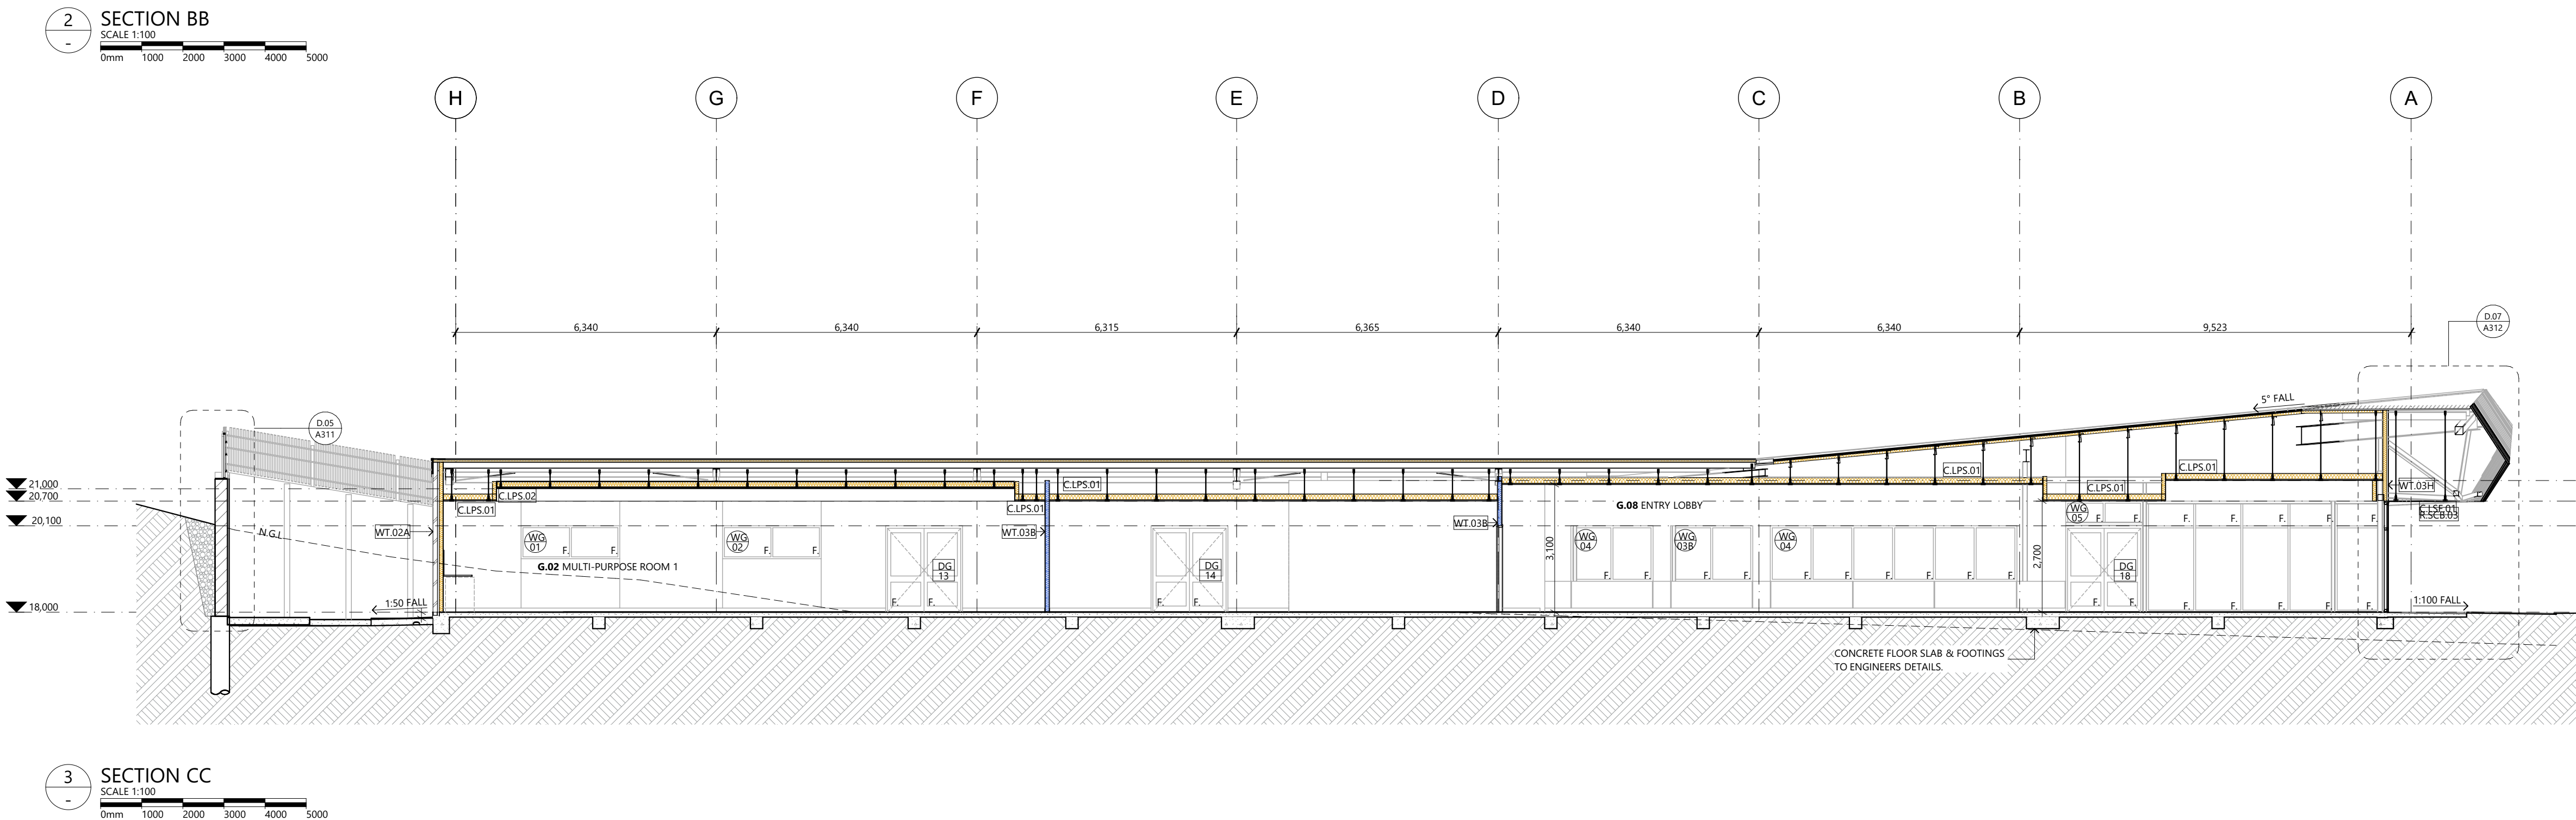 2
-
SECTION BB
SCALE 1:100
0mm 1000 2000 3000 4000 5000
H G F E D C B A
6,340 6,340 6,315 6,365 6,340 6,340 9,523
D.07
A312
5° FALL
D.05
A311
21,000
20,700
20,100
18,000
N.G.L
1:50 FALL
WT.02A
C.LPS.01
C.LPS.02
C.LPS.01
C.LPS.01
WT.03B
WT.03B
WG
01
F. F.
WG
02
F. F.
G.02 MULTI-PURPOSE ROOM 1
DG
13
F. F.
DG
14
F. F.
G.08 ENTRY LOBBY
3,100
WG
04
F. F.
WG
03B
F. F.
WG
04
F. F. F. F. F. F.
2,700
C.LPS.01
C.LPS.01
C.LPS.01
WG
05
F. F.
DG
18
F. F.
F. F. F. F. F.
F. F. F. F. F.
WT.03H
C.LSF.01
R.SCB.03
1:100 FALL
CONCRETE FLOOR SLAB & FOOTINGS
TO ENGINEERS DETAILS.
3
-
SECTION CC
SCALE 1:100
0mm 1000 2000 3000 4000 5000